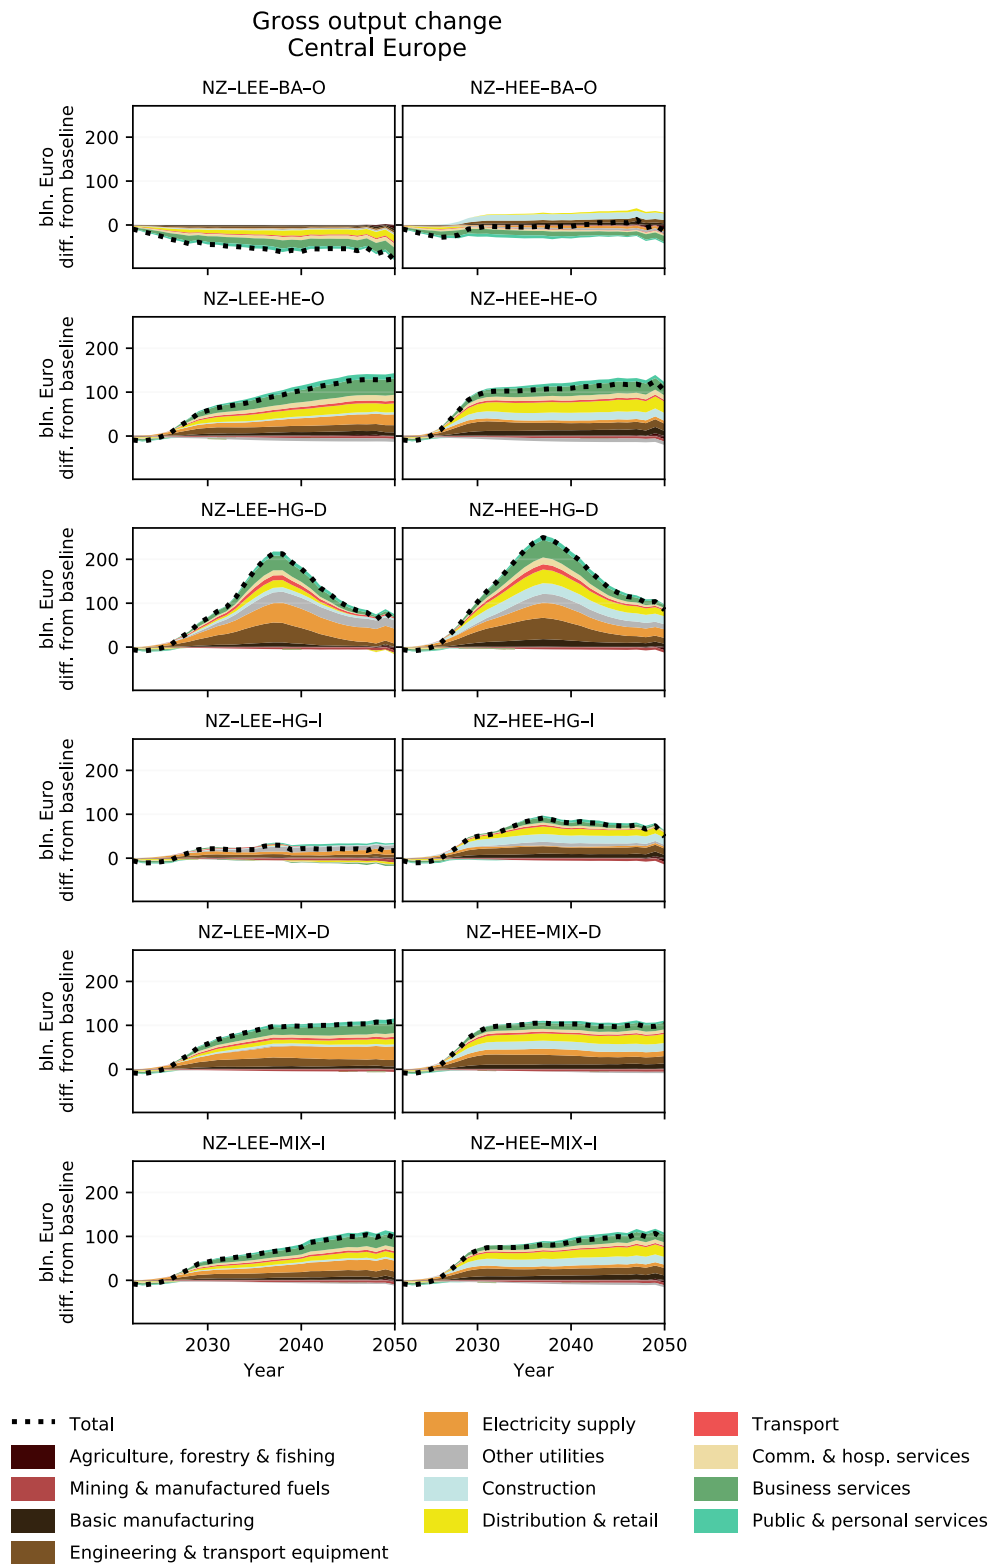 Gross output change
Central Europe
NZ–LEE–BA–O
NZ–HEE–BA–O
bln. Euro
diff. from baseline
200
100
0
NZ–LEE–HE–O
NZ–HEE–HE–O
bln. Euro
diff. from baseline
200
100
0
NZ–LEE–HG–D
NZ–HEE–HG–D
bln. Euro
diff. from baseline
200
100
0
NZ–LEE–HG–I
NZ–HEE–HG–I
bln. Euro
diff. from baseline
200
100
0
NZ–LEE–MIX–D
NZ–HEE–MIX–D
bln. Euro
diff. from baseline
200
100
0
NZ–LEE–MIX–I
NZ–HEE–MIX–I
bln. Euro
diff. from baseline
200
100
0
2030 2040 2050 2030 2040 2050
Year Year
Total
Agriculture, forestry & fishing
Mining & manufactured fuels
Basic manufacturing
Engineering & transport equipment
Electricity supply
Other utilities
Construction
Distribution & retail
Transport
Comm. & hosp. services
Business services
Public & personal services